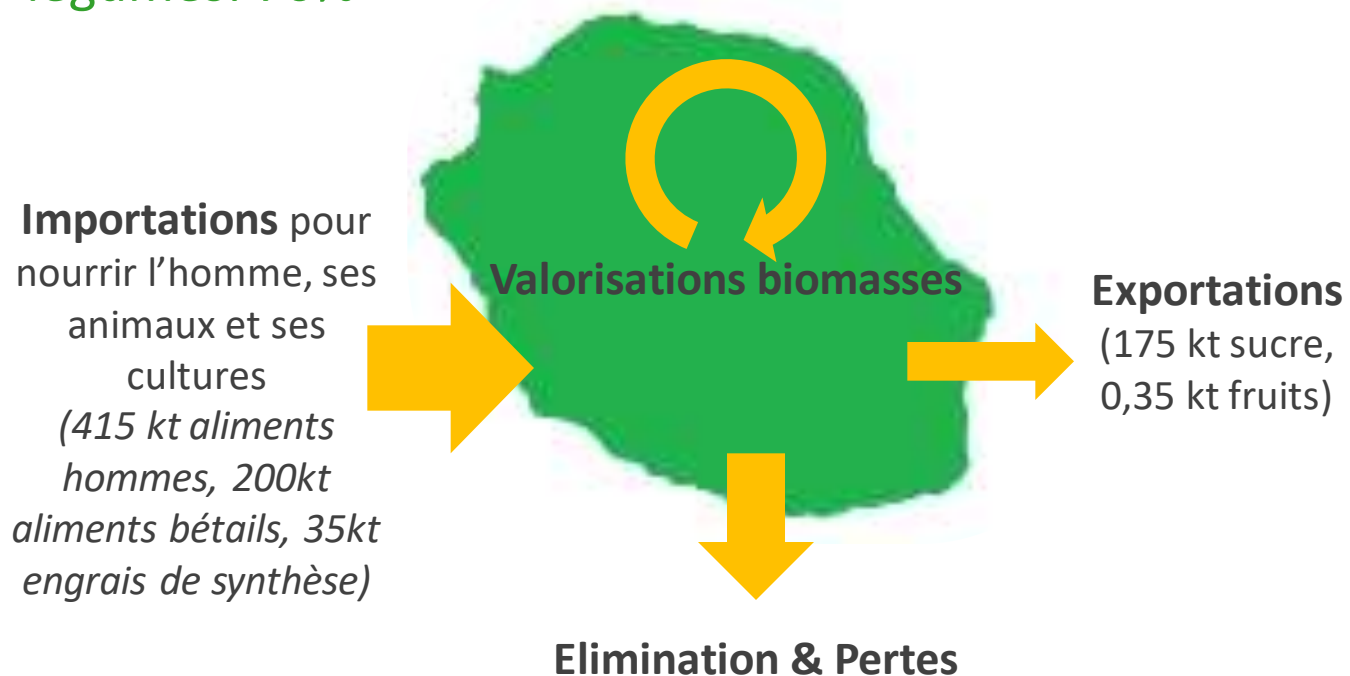 Importations pour
nourrir l'homme, ses
animaux et ses
cultures
(415 kt aliments
hommes, 200kt
aliments bétails, 35kt
engrais de synthèse)
Valorisations biomasses
Exportations
(175 kt sucre,
0,35 kt fruits)
Elimination & Pertes